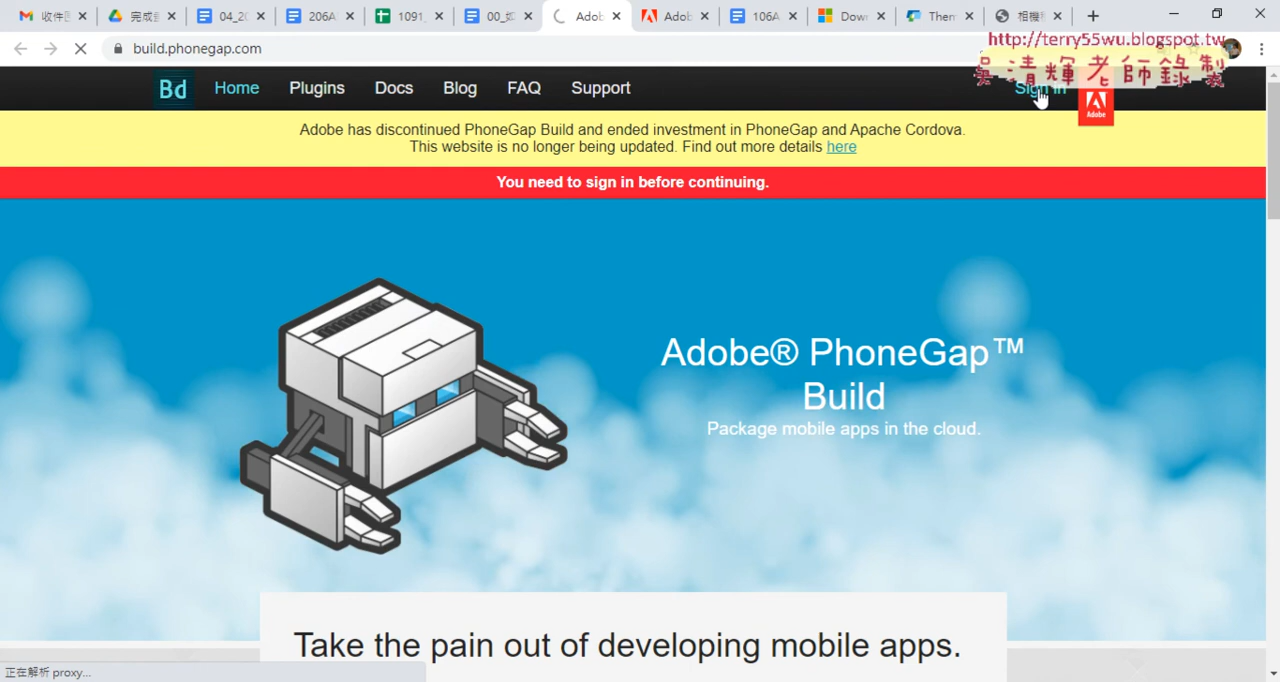 收件
完成
04_20
206A
1091_
00_如
Adob
Adob
106A
Dow
Them
相機
build.phonegap.com
http://terry55wu.blogspot.tw
吳清輝老師錄製
Bd
Home
Plugins
Docs
Blog
FAQ
Support
Sign in
Adobe
Adobe has discontinued PhoneGap Build and ended investment in PhoneGap and Apache Cordova.
This website is no longer being updated. Find out more details here
You need to sign in before continuing.
Adobe® PhoneGap™
Build
Package mobile apps in the cloud.
Take the pain out of developing mobile apps.
正在解析 proxy...